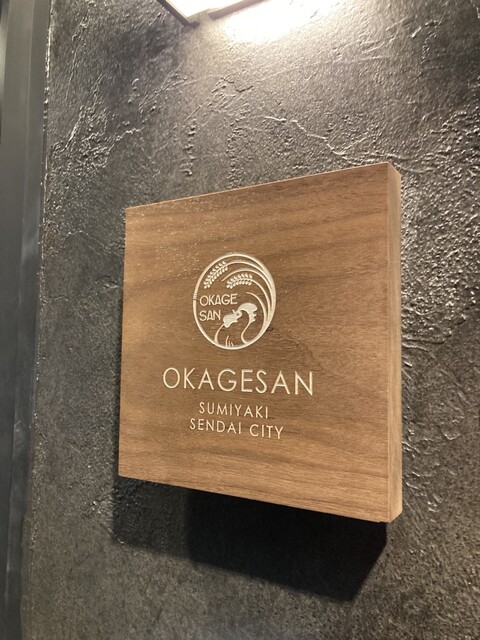 OKAGE
SAN
OKAGESAN
SUMIYAKI
SENDAI CITY